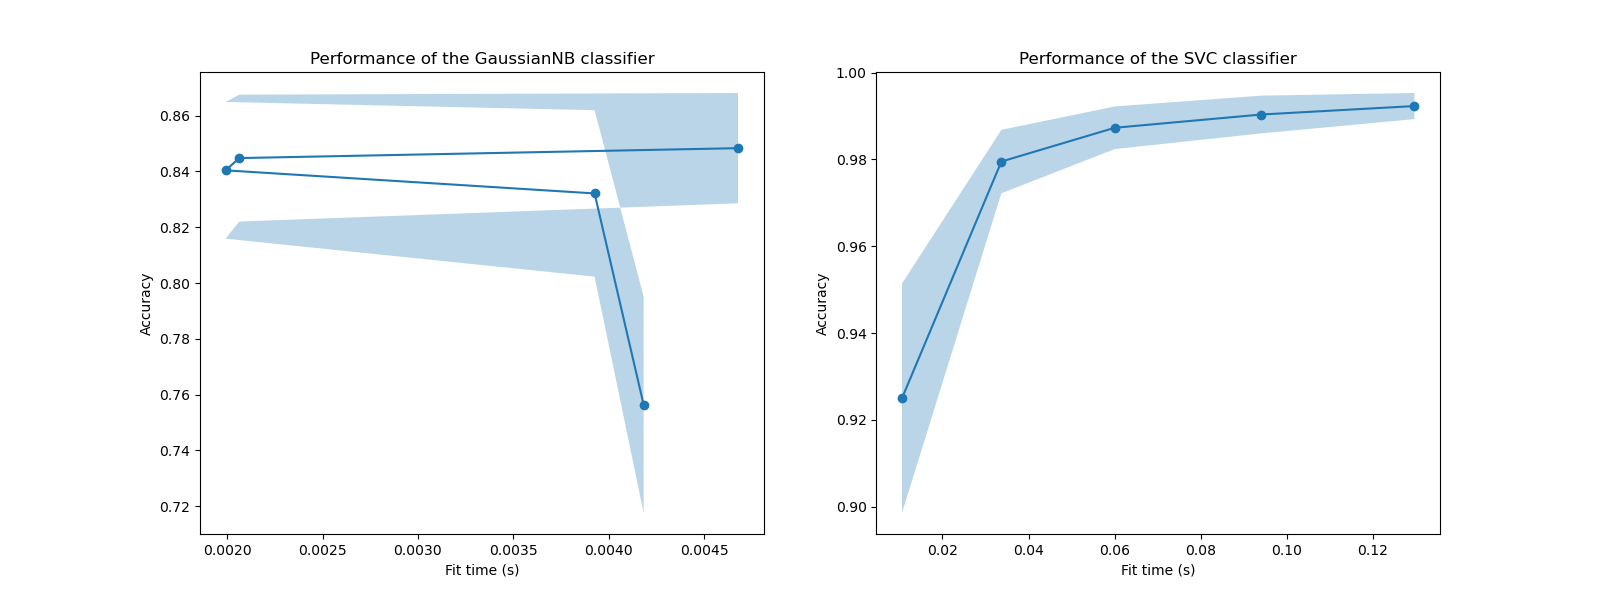 Performance of the GaussianNB classifier
Accuracy
0.86
0.84
0.82
0.80
0.78
0.76
0.74
0.72
0.0020 0.0025 0.0030 0.0035 0.0040 0.0045
Fit time (s)
Performance of the SVC classifier
Accuracy
1.00
0.98
0.96
0.94
0.92
0.90
0.02 0.04 0.06 0.08 0.10 0.12
Fit time (s)